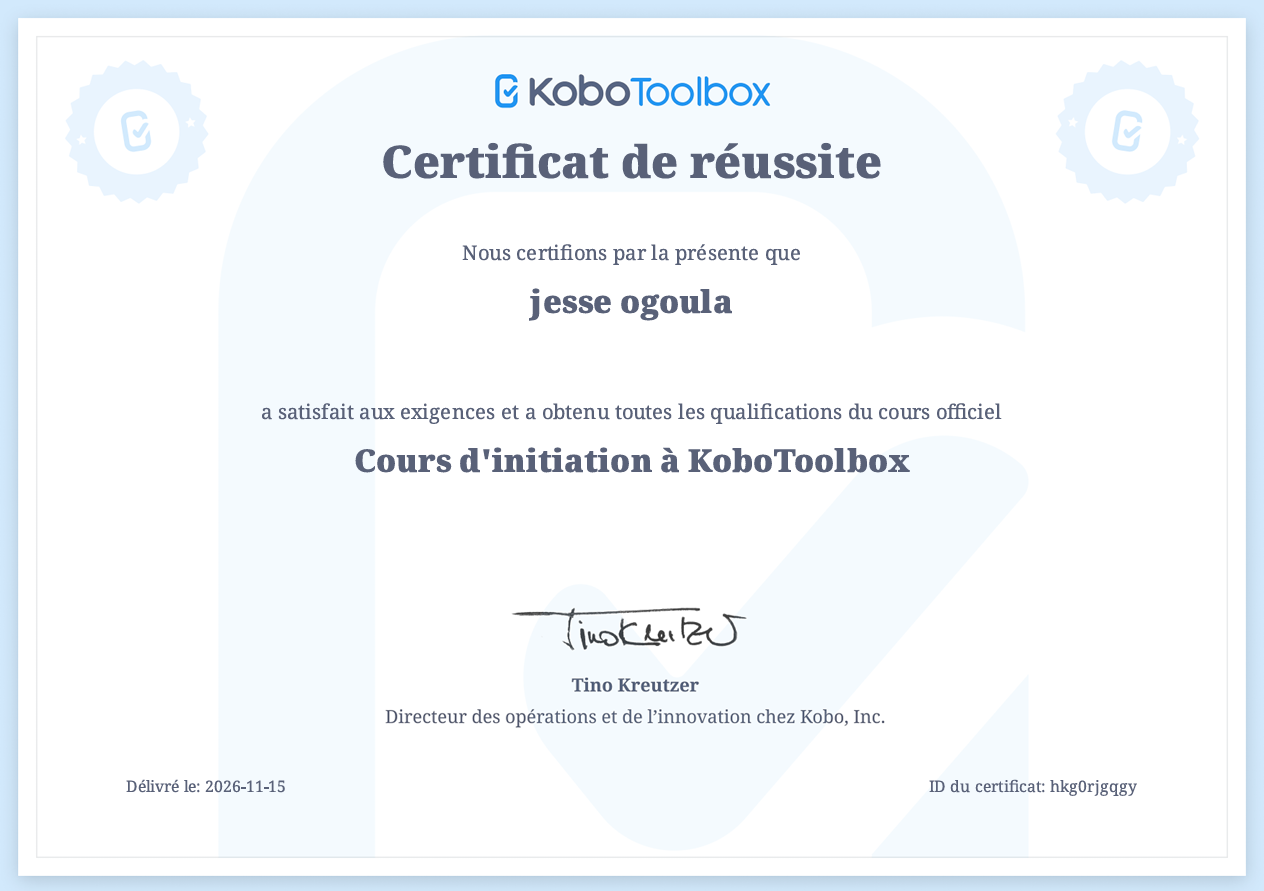 KoboToolbox
Certificat de réussite
Nous certifions par la présente que
jesse ogoula
a satisfait aux exigences et a obtenu toutes les qualifications du cours officiel
Cours d'initiation à KoboToolbox
Tino Kreutzer
Tino Kreutzer
Directeur des opérations et de l’innovation chez Kobo, Inc.
Délivré le: 2026-11-15
ID du certificat: hkg0rjgqgy